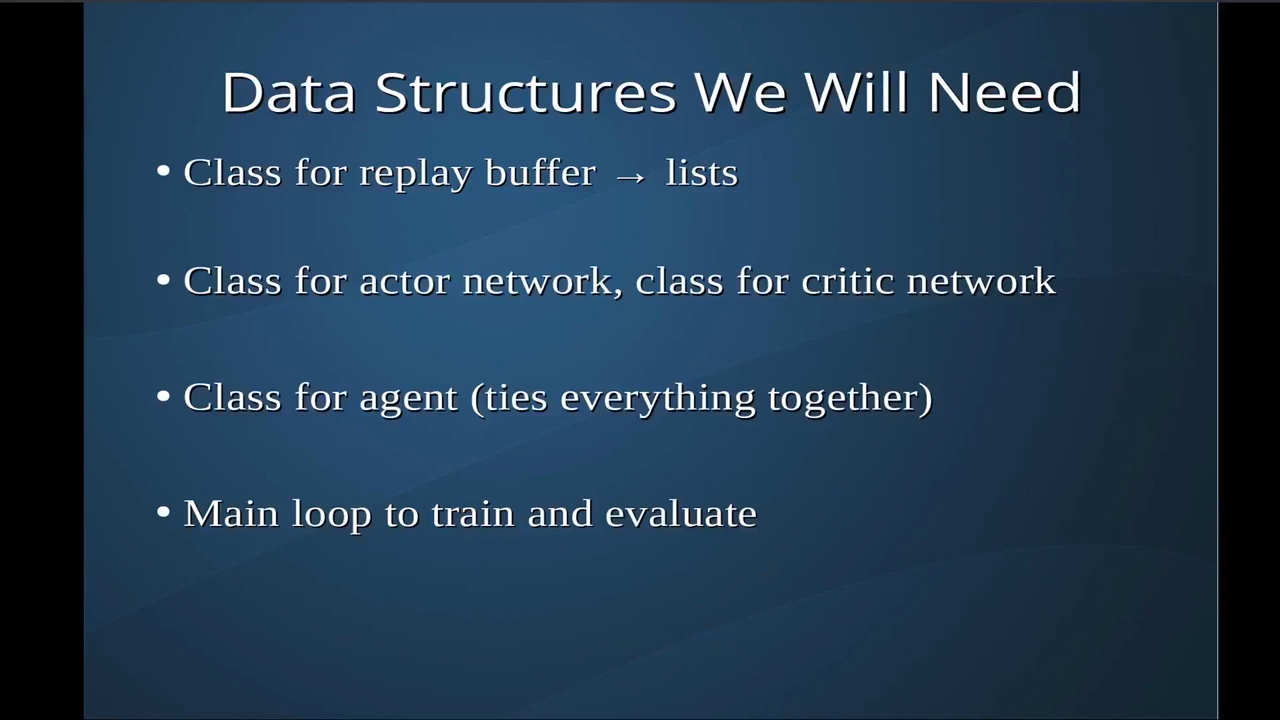 Data Structures We Will Need
• Class for replay buffer → lists
• Class for actor network, class for critic network
• Class for agent (ties everything together)
• Main loop to train and evaluate